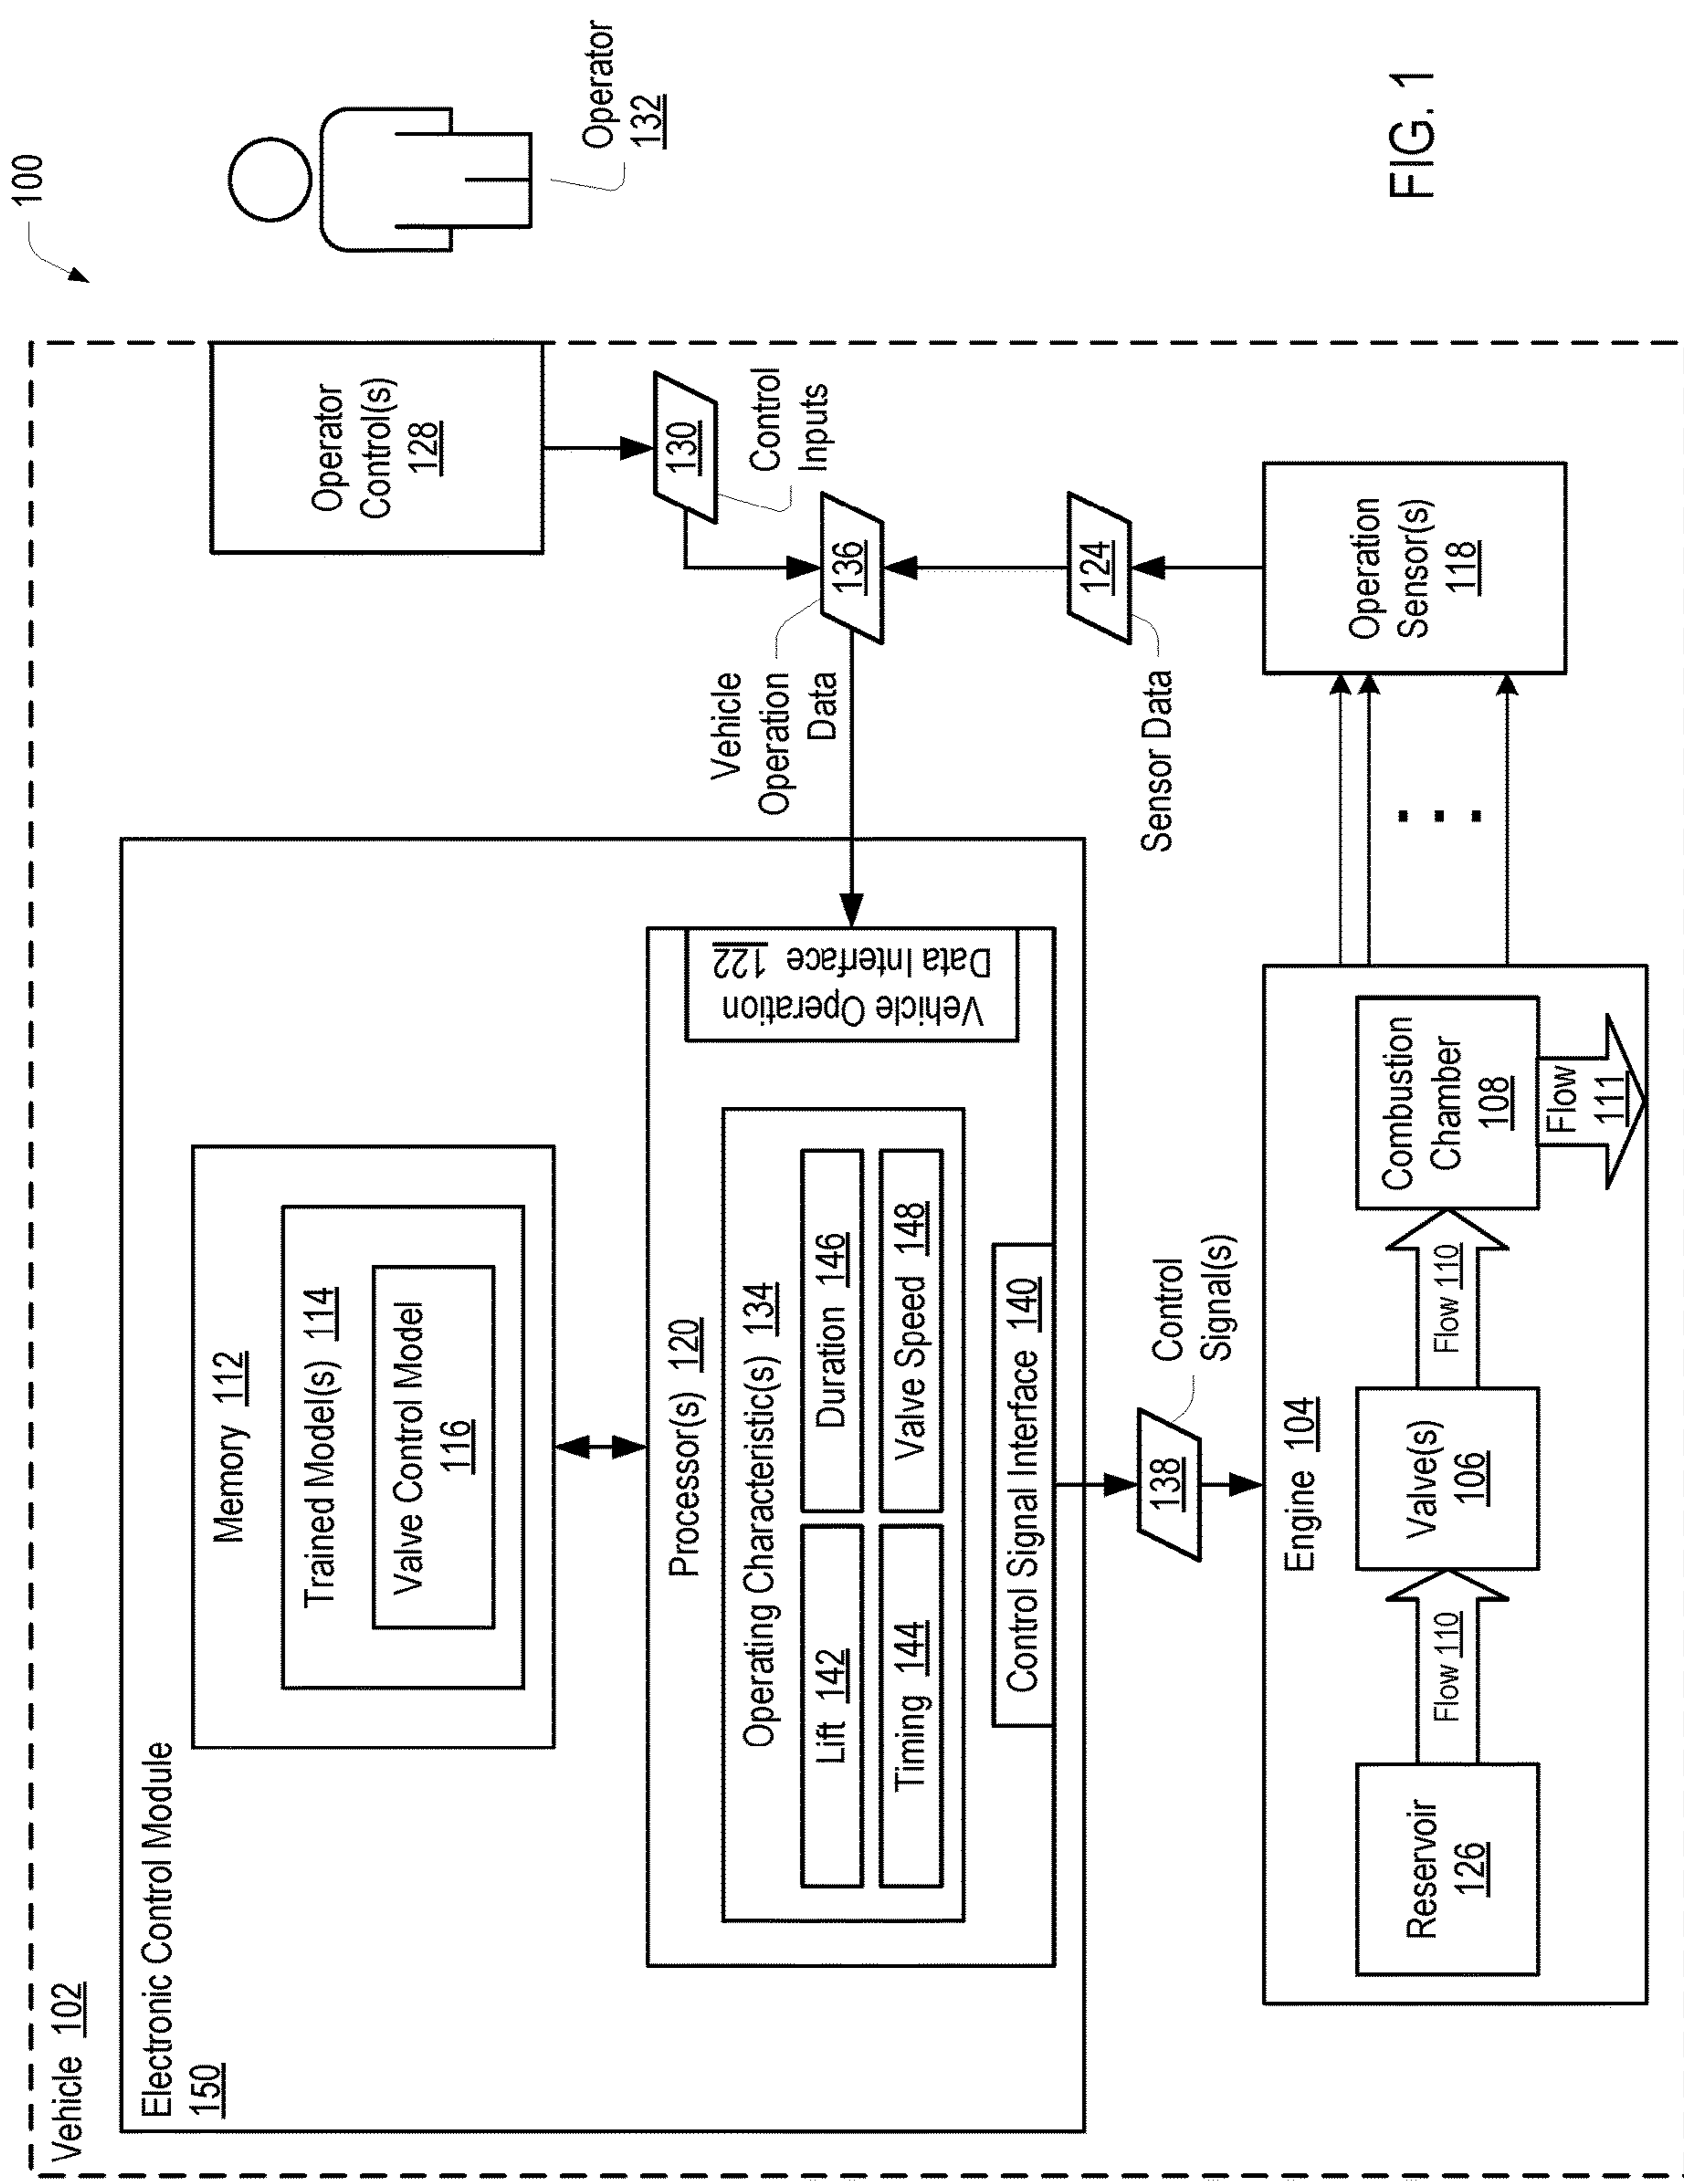 100
Vehicle 102
Electronic Control Module
150
Memory 112
Trained Model(s) 114
Valve Control Model
116
Processor(s) 120
Operating Characteristic(s) 134
Lift 142
Duration 146
Timing 144
Valve Speed 148
Vehicle Operation
Data Interface 122
Control Signal Interface 140
Operator
Control(s)
128
Operator
132
130
Control
Inputs
136
Vehicle
Operation
Data
124
Sensor Data
138
Control
Signal(s)
Operation
Sensor(s)
118
Engine 104
Reservoir
126
Flow 110
Valve(s)
106
Flow 110
Combustion
Chamber
108
Flow
111
FIG. 1